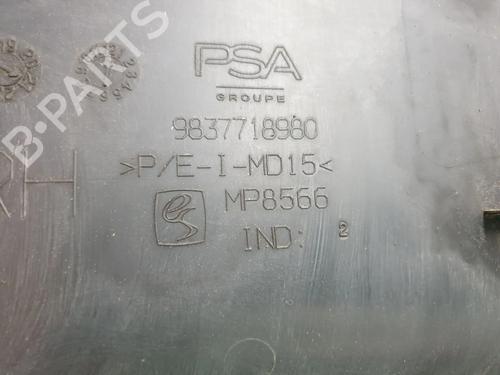 PSA
GROUPE
9837718980
>P/E-I-MD15<
RH
MP8566
IND: 2
B-PARTS